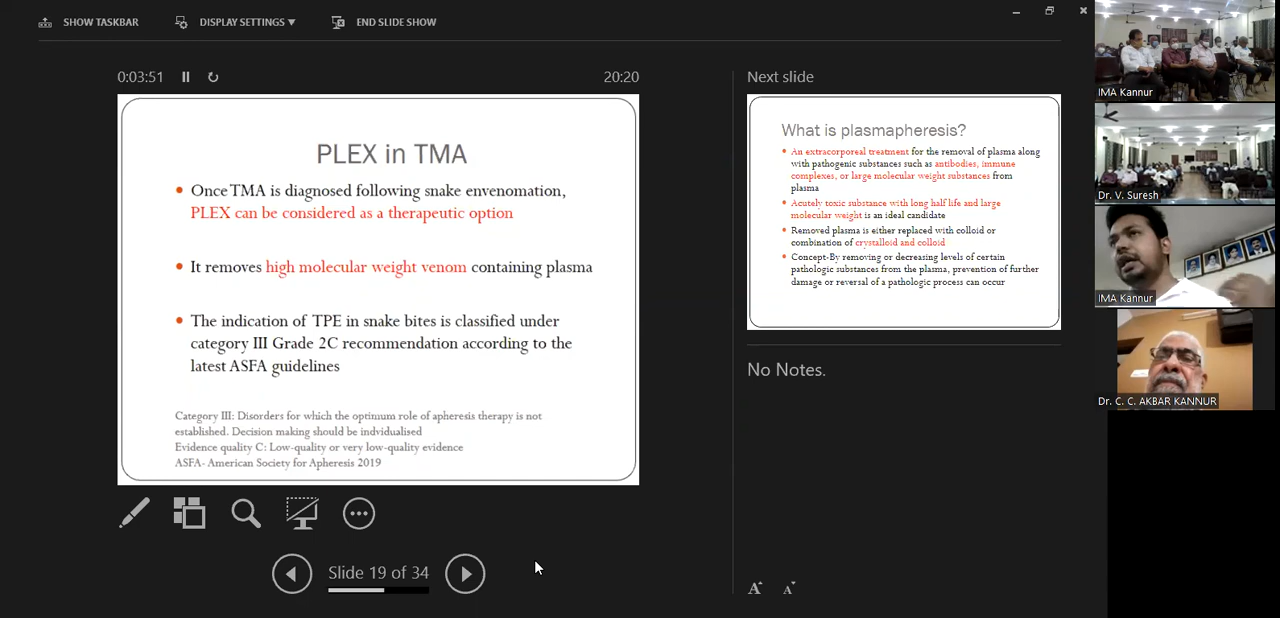 SHOW TASKBAR
DISPLAY SETTINGS ▼
END SLIDE SHOW
0:03:51
20:20
PLEX in TMA
• Once TMA is diagnosed following snake envenomation,
PLEX can be considered as a therapeutic option
• It removes high molecular weight venom containing plasma
• The indication of TPE in snake bites is classified under
category III Grade 2C recommendation according to the
latest ASFA guidelines
Category III: Disorders for which the optimum role of apheresis therapy is not
established. Decision making should be indvidualised
Evidence quality C: Low-quality or very low-quality evidence
ASFA- American Society for Apheresis 2019
Slide 19 of 34
Next slide
What is plasmapheresis?
• An extracorporeal treatment for the removal of plasma along
with pathogenic substances such as antibodies, immune
complexes, or large molecular weight substances from
plasma
• Acutely toxic substance with long half life and large
molecular weight is an ideal candidate
• Removed plasma is either replaced with colloid or
combination of crystalloid and colloid
• Concept-By removing or decreasing levels of certain
pathologic substances from the plasma, prevention of further
damage or reversal of a pathologic process can occur
No Notes.
A A
IMA Kannur
Dr. V. Suresh
IMA Kannur
Dr. C. C. AKBAR KANNUR